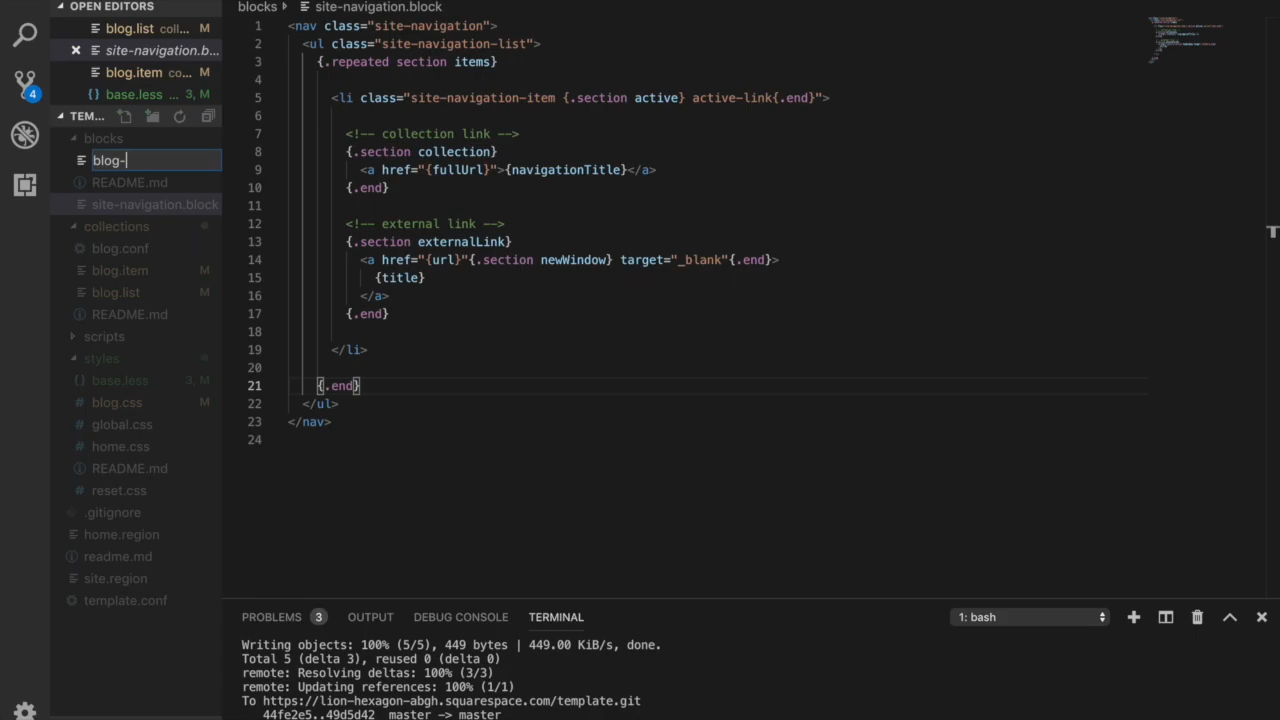 OPEN EDITORS
blog.list coll... M
site-navigation.b...
blog.item co... M
{} base.less ... 3, M
4
TEM...
blocks
blog-
README.md
site-navigation.block
collections
blog.conf
blog.item M
blog.list M
README.md
scripts
styles
{} base.less 3, M
# blog.css M
# global.css
# home.css
README.md
# reset.css
.gitignore
home.region
readme.md
site.region
template.conf
blocks site-navigation.block
1 <nav class="site-navigation">
2 <ul class="site-navigation-list">
3 {.repeated section items}
4
5 <li class="site-navigation-item {.section active} active-link{.end}">
6
7 <!-- collection link -->
8 {.section collection}
9 <a href="{fullUrl}">{navigationTitle}</a>
10 {.end}
11
12 <!-- external link -->
13 {.section externalLink}
14 <a href="{url}"{.section newWindow} target="_blank"{.end}>
15 {title}
16 </a>
17 {.end}
18
19 </li>
20
21 {.end}
22 </ul>
23 </nav>
24
PROBLEMS 3 OUTPUT DEBUG CONSOLE TERMINAL 1: bash
Writing objects: 100% (5/5), 449 bytes | 449.00 KiB/s, done.
Total 5 (delta 3), reused 0 (delta 0)
remote: Resolving deltas: 100% (3/3)
remote: Updating references: 100% (1/1)
To https://lion-hexagon-abgh.squarespace.com/template.git
44fe2e5..49d5d42 master -> master